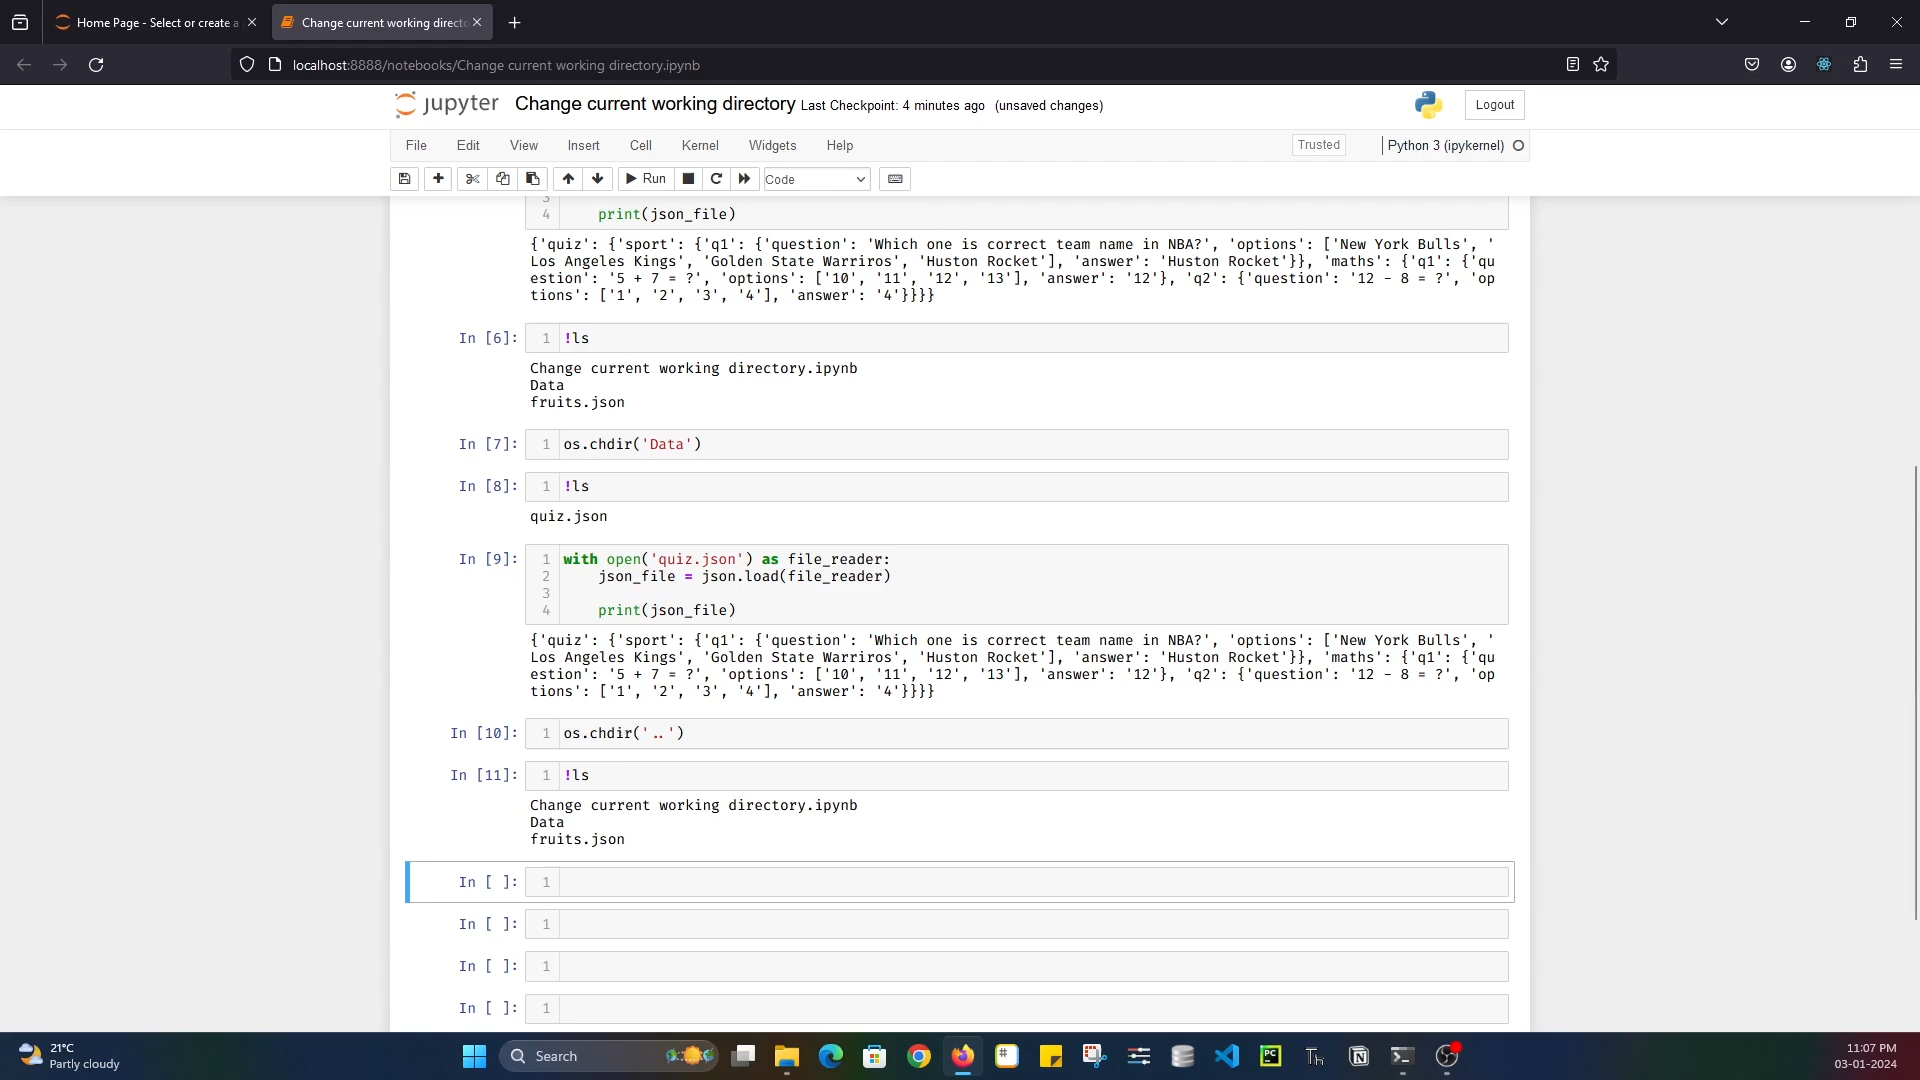 Home Page - Select or create a
Change current working directo
localhost:8888/notebooks/Change current working directory.ipynb
jupyter Change current working directory Last Checkpoint: 4 minutes ago (unsaved changes)
Logout
File Edit View Insert Cell Kernel Widgets Help
Trusted
Python 3 (ipykernel)
Run
Code
3
4 print(json_file)
{'quiz': {'sport': {'q1': {'question': 'Which one is correct team name in NBA?', 'options': ['New York Bulls', '
Los Angeles Kings', 'Golden State Warriros', 'Huston Rocket'], 'answer': 'Huston Rocket'}}, 'maths': {'q1': {'qu
estion': '5 + 7 = ?', 'options': ['10', '11', '12', '13'], 'answer': '12'}, 'q2': {'question': '12 - 8 = ?', 'op
tions': ['1', '2', '3', '4'], 'answer': '4'}}}}
In [6]: 1 !ls
Change current working directory.ipynb
Data
fruits.json
In [7]: 1 os.chdir('Data')
In [8]: 1 !ls
quiz.json
In [9]: 1 with open('quiz.json') as file_reader:
2 json_file = json.load(file_reader)
3
4 print(json_file)
{'quiz': {'sport': {'q1': {'question': 'Which one is correct team name in NBA?', 'options': ['New York Bulls', '
Los Angeles Kings', 'Golden State Warriros', 'Huston Rocket'], 'answer': 'Huston Rocket'}}, 'maths': {'q1': {'qu
estion': '5 + 7 = ?', 'options': ['10', '11', '12', '13'], 'answer': '12'}, 'q2': {'question': '12 - 8 = ?', 'op
tions': ['1', '2', '3', '4'], 'answer': '4'}}}}
In [10]: 1 os.chdir('..')
In [11]: 1 !ls
Change current working directory.ipynb
Data
fruits.json
In [ ]: 1
In [ ]: 1
In [ ]: 1
In [ ]: 1
21°C
Partly cloudy
Search
PC
Th
N
11:07 PM
03-01-2024